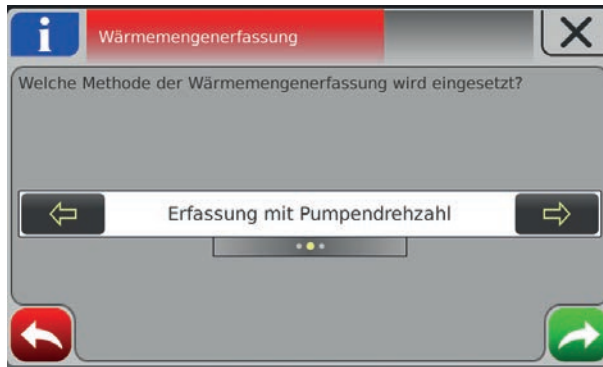 i
Wärmemengenerfassung
Welche Methode der Wärmemengenerfassung wird eingesetzt?
Erfassung mit Pumpendrehzahl